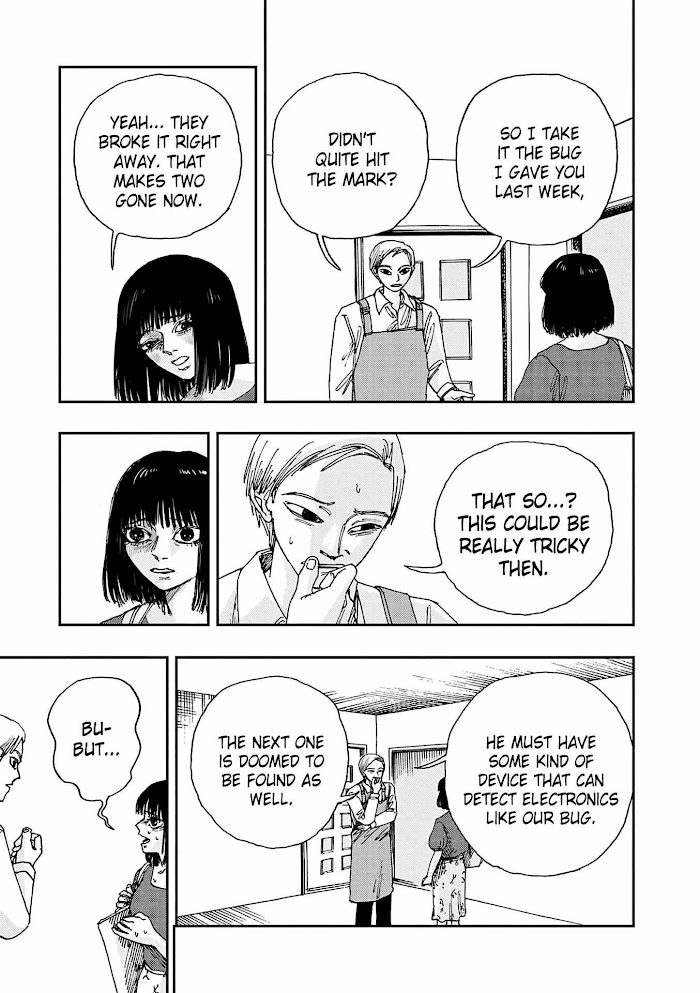 SO I TAKE
IT THE BUG
I GAVE YOU
LAST WEEK,
DIDN'T
QUITE HIT
THE MARK?
YEAH... THEY
BROKE IT RIGHT
AWAY. THAT
MAKES TWO
GONE NOW.
THAT SO...?
THIS COULD BE
REALLY TRICKY
THEN.
HE MUST HAVE
SOME KIND OF
DEVICE THAT CAN
DETECT ELECTRONICS
LIKE OUR BUG.
THE NEXT ONE
IS DOOMED TO
BE FOUND AS
WELL.
BU-
BUT...